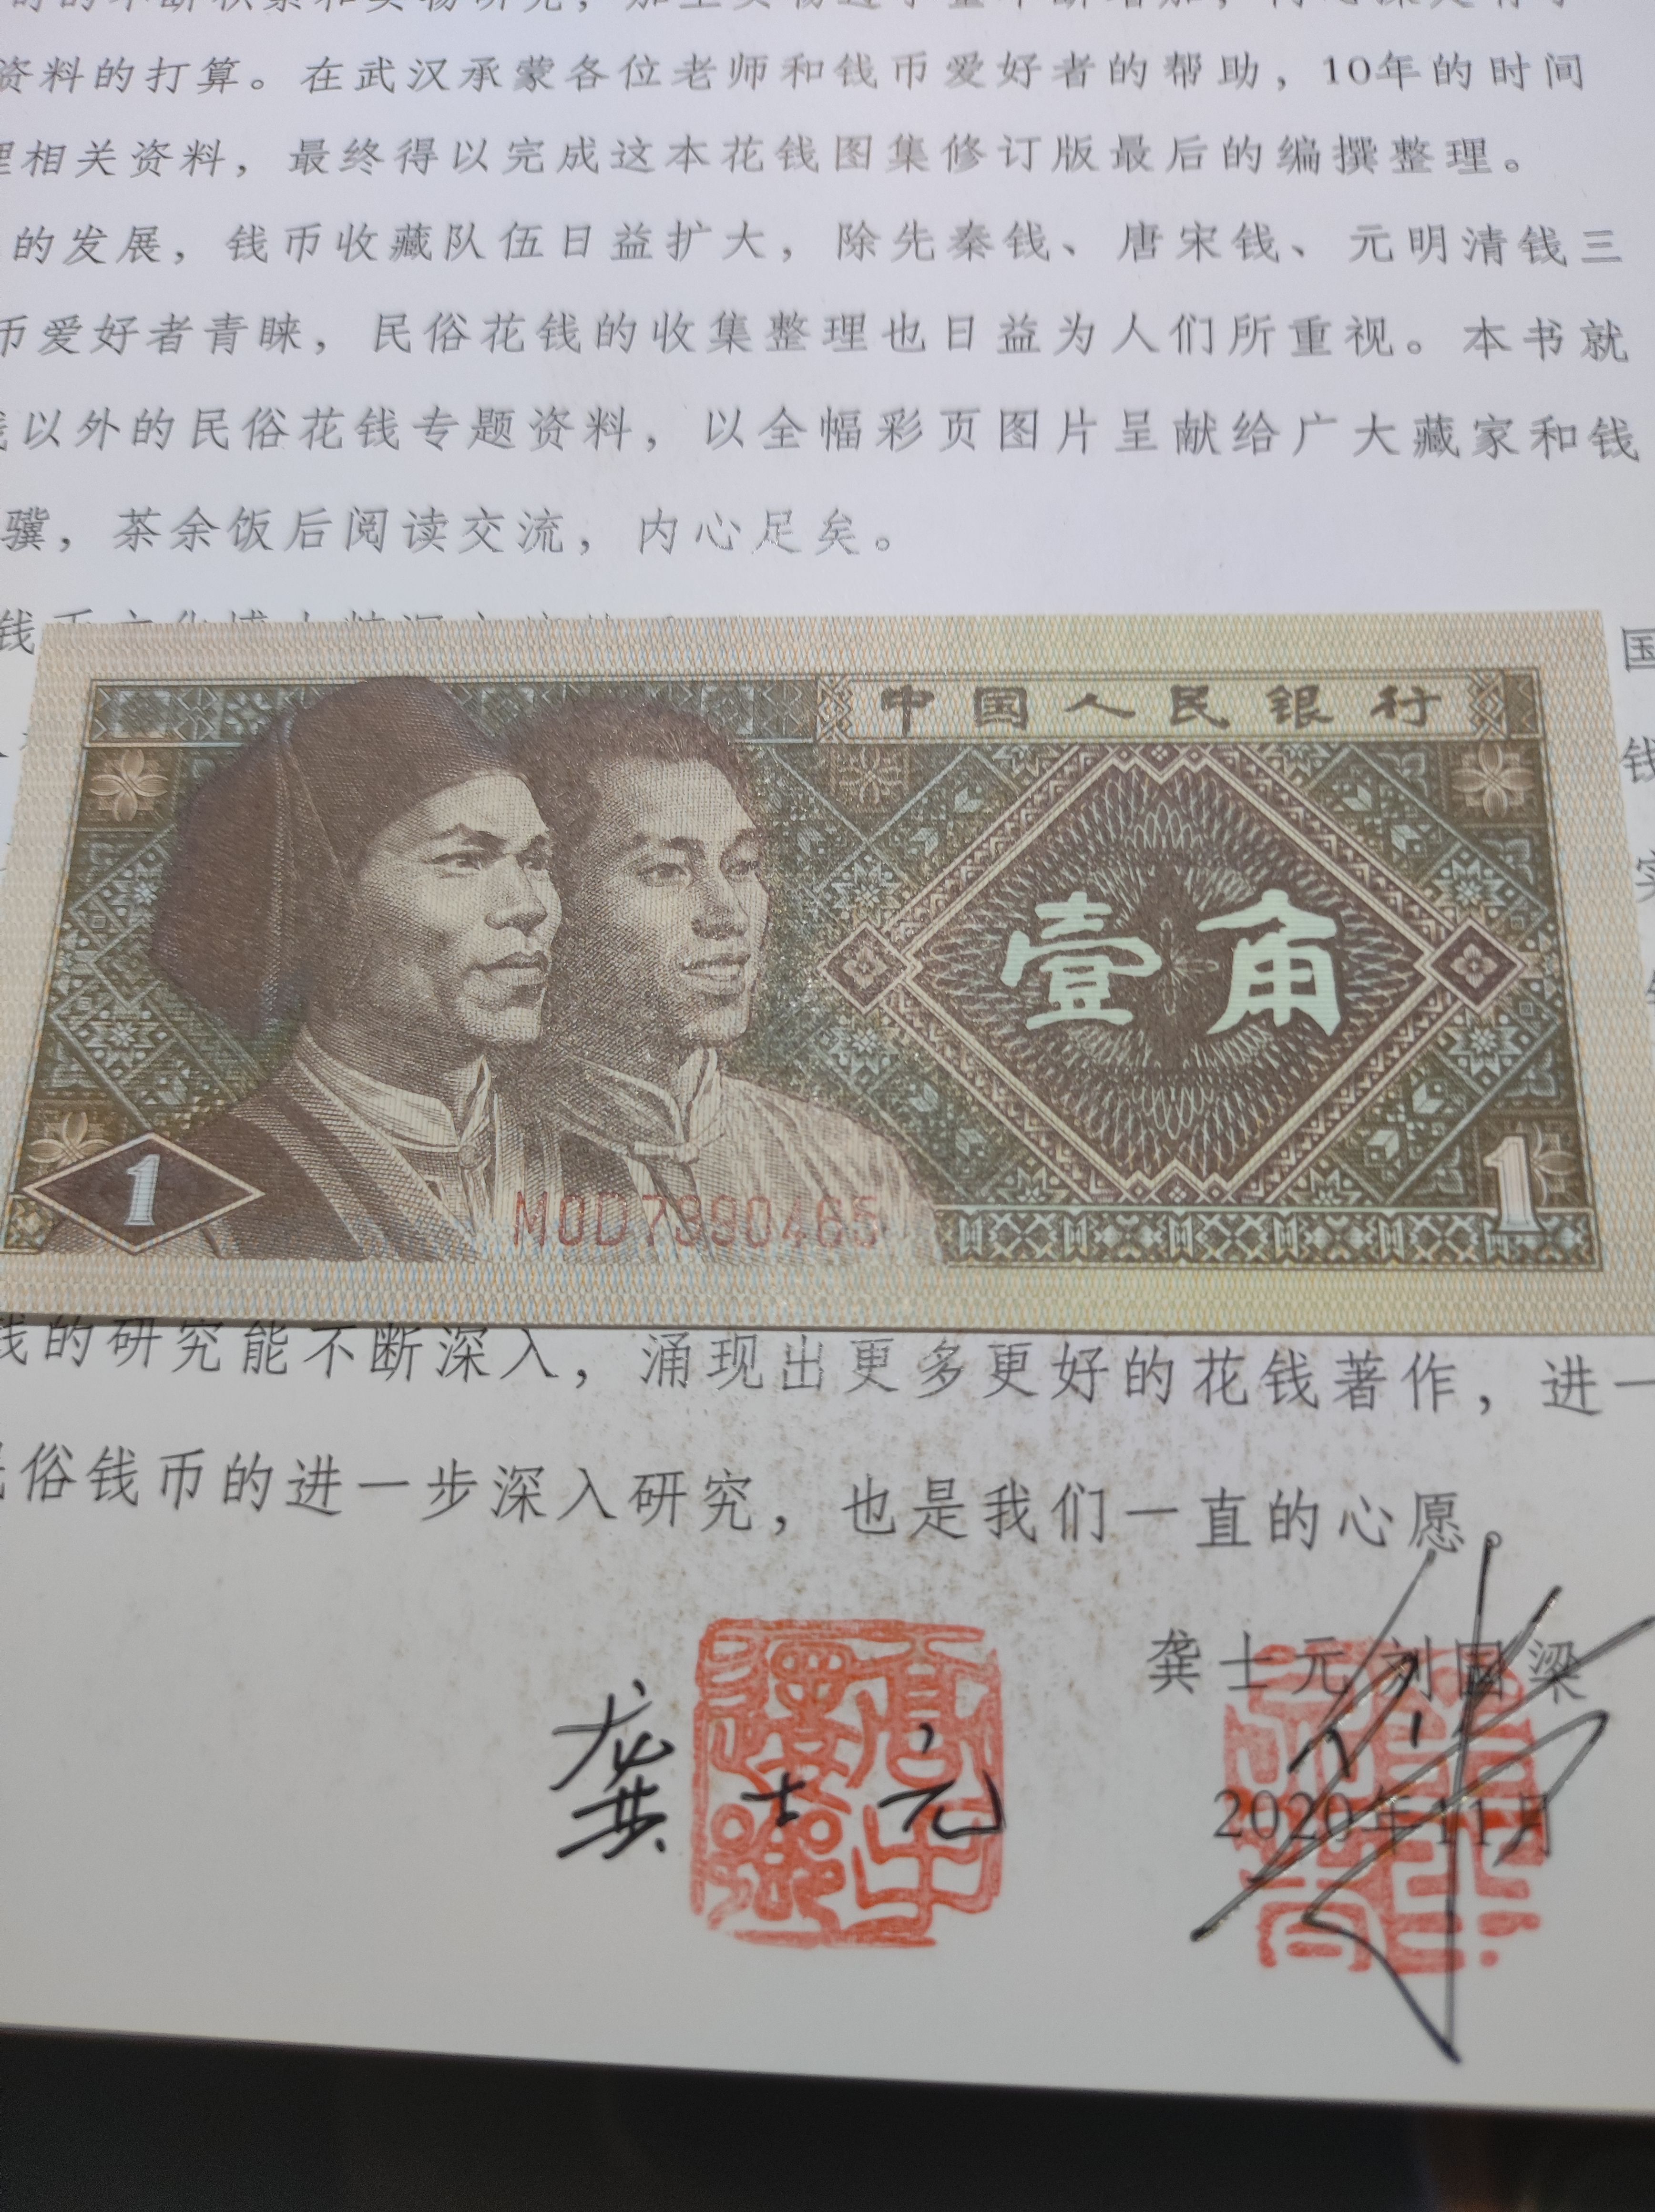 资料的打算。在武汉承蒙各位老师和钱币爱好者的帮助，10年的时间
理相关资料，最终得以完成这本花钱图集修订版最后的编撰整理。
的发展，钱币收藏队伍日益扩大，除先秦钱、唐宋钱、元明清钱三
币爱好者青睐，民俗花钱的收集整理也日益为人们所重视。本书就
钱以外的民俗花钱专题资料，以全幅彩页图片呈献给广大藏家和钱
骥，茶余饭后阅读交流，内心足矣。
中国人民银行
壹角
1
1
M0D7390465
钱的研究能不断深入，涌现出更多更好的花钱著作，进一
民俗钱币的进一步深入研究，也是我们一直的心愿。
龚士元 刘国梁
龚士元
2020年11月